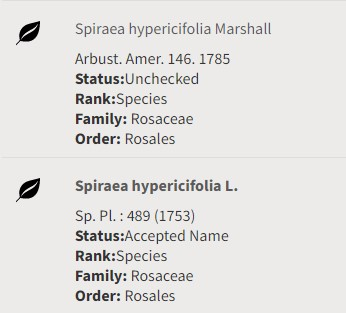 Spiraea hypericifolia Marshall
Arbust. Amer. 146. 1785
Status:Unchecked
Rank:Species
Family: Rosaceae
Order: Rosales
Spiraea hypericifolia L.
Sp. Pl. : 489 (1753)
Status:Accepted Name
Rank:Species
Family: Rosaceae
Order: Rosales